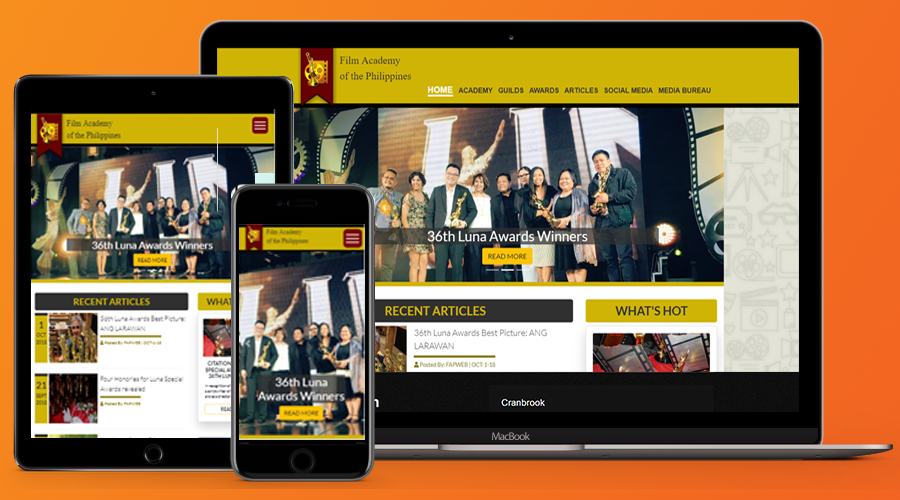 Film Academy
of the Philippines
HOME ACADEMY GUILDS AWARDS ARTICLES SOCIAL MEDIA MEDIA BUREAU
36th Luna Awards Winners
READ MORE
RECENT ARTICLES
WHAT'S HOT
36th Luna Awards Best Picture: ANG
LARAWAN
Posted By: FAPWEB | OCT-1-18
Cranbrook
MacBook
Film Academy
of the Philippines
36th Luna Awards Winners
READ MORE
RECENT ARTICLES
WHAT'
1
OCT
2018
36th Luna Awards Best Picture:
ANG LARAWAN
Posted By: FAPWEB | OCT-1-18
21
SEPT
2018
Four Honories for Luna Special
Awards revealed
Posted By: FAPWEB
CITATION
SPECIAL A
36TH LUN
Film Academy
of the Philippines
36th Luna
Awards Winners
READ MORE